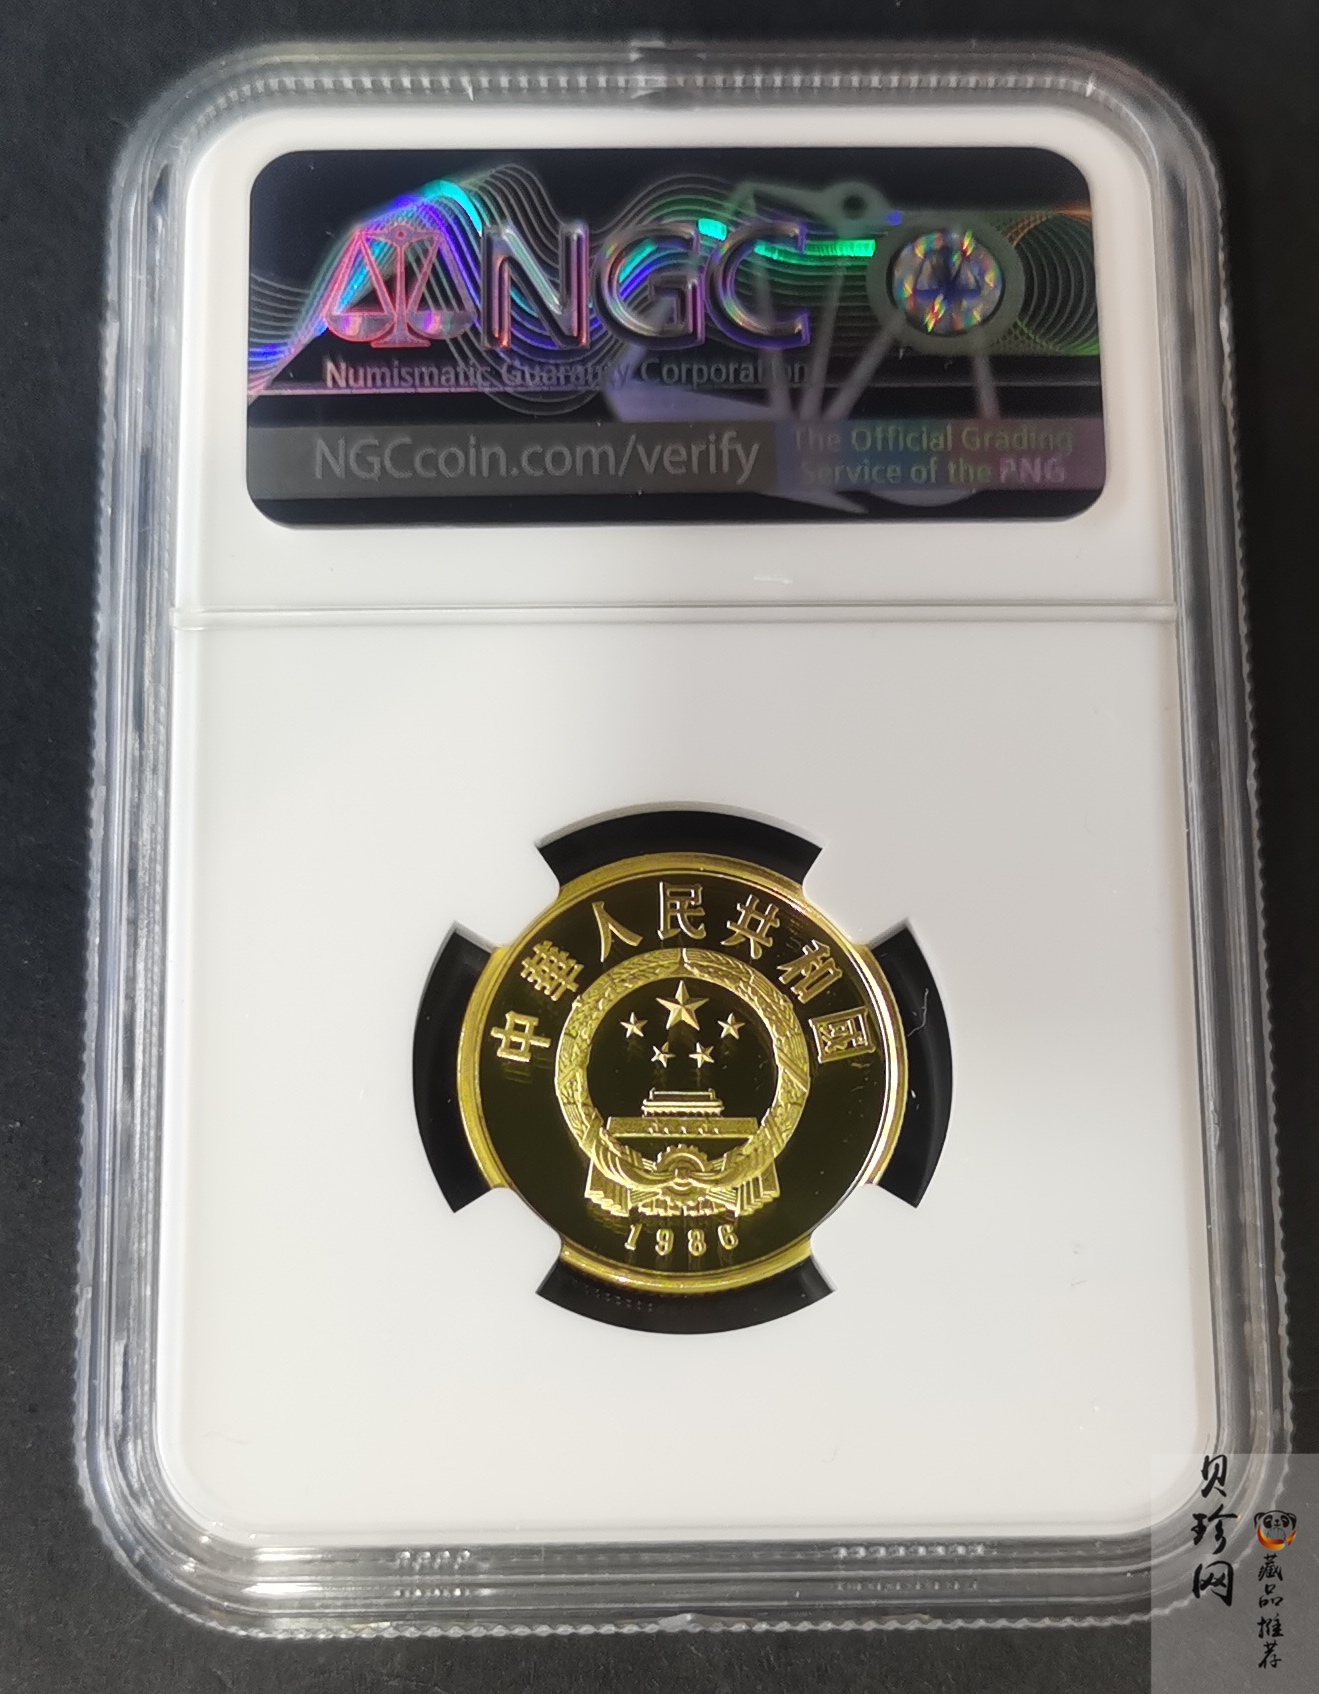 NGC
Numismatic Guaranty Corporation
NGCcoin.com/verify
The Official Grading
Service of the PNG
中華人民共和國
1986
贝珍网
藏品推荐